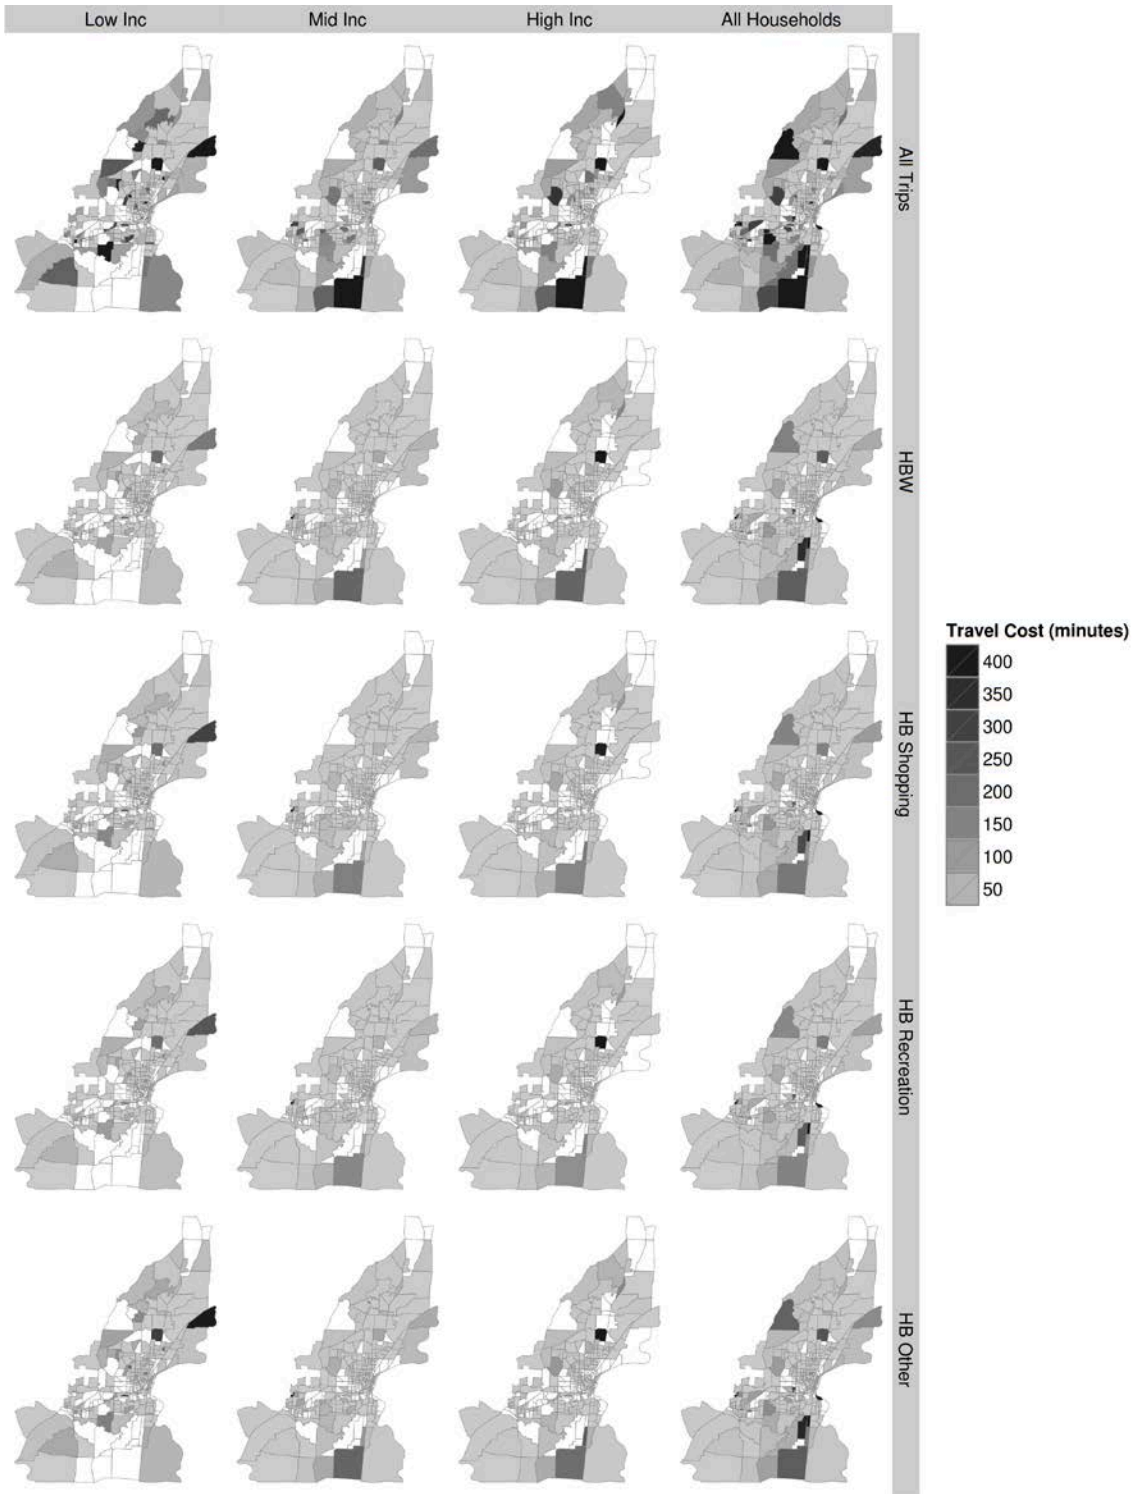 Low Inc
Mid Inc
High Inc
All Households
All Trips
HBW
HB Shopping
HB Recreation
HB Other
Travel Cost (minutes)
400
350
300
250
200
150
100
50